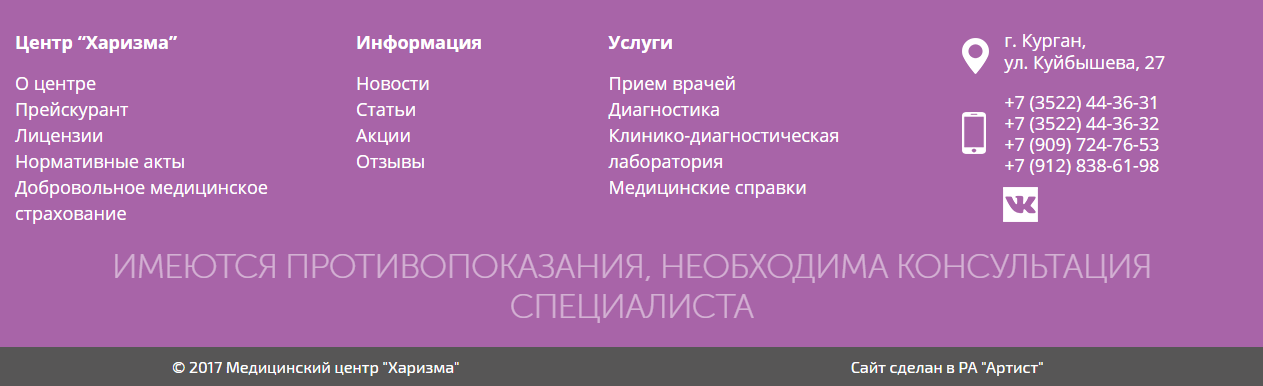 Центр “Харизма”
О центре
Прейскурант
Лицензии
Нормативные акты
Добровольное медицинское
страхование
Информация
Новости
Статьи
Акции
Отзывы
Услуги
Прием врачей
Диагностика
Клинико-диагностическая
лаборатория
Медицинские справки
г. Курган,
ул. Куйбышева, 27
+7 (3522) 44-36-31
+7 (3522) 44-36-32
+7 (909) 724-76-53
+7 (912) 838-61-98
ИМЕЮТСЯ ПРОТИВОПОКАЗАНИЯ, НЕОБХОДИМА КОНСУЛЬТАЦИЯ
СПЕЦИАЛИСТА
© 2017 Медицинский центр "Харизма"
Сайт сделан в РА "Артист"